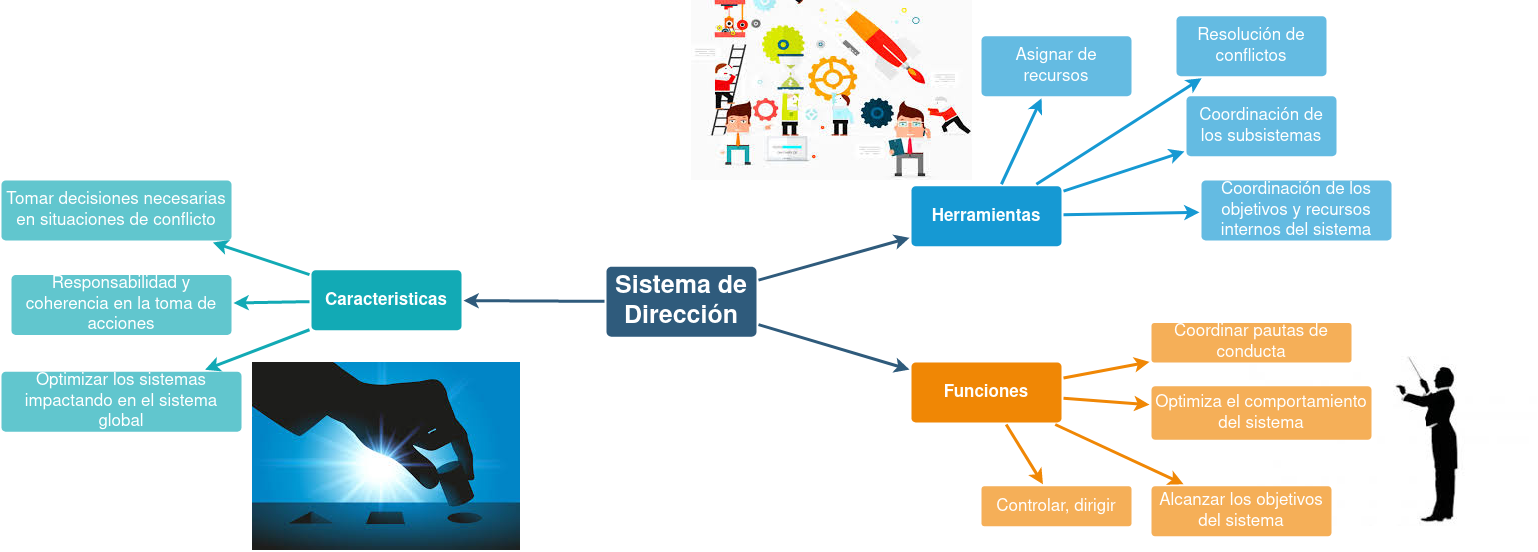 Sistema de
Dirección
Caracteristicas
Tomar decisiones necesarias
en situaciones de conflicto
Responsabilidad y
coherencia en la toma de
acciones
Optimizar los sistemas
impactando en el sistema
global
Herramientas
Asignar de
recursos
Resolución de
conflictos
Coordinación de
los subsistemas
Coordinación de los
objetivos y recursos
internos del sistema
Funciones
Coordinar pautas de
conducta
Optimiza el comportamiento
del sistema
Controlar, dirigir
Alcanzar los objetivos
del sistema